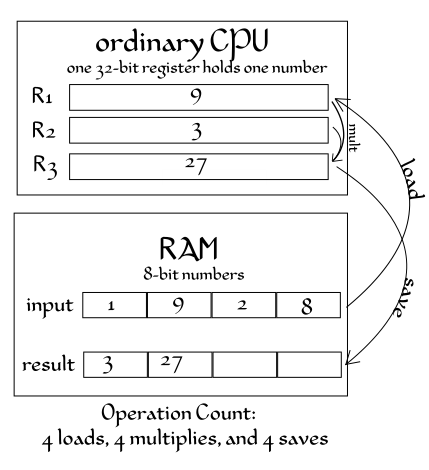 ordinary CPU
one 32-bit register holds one number
R1 9
R2 3
R3 27
mult
load
RAM
8-bit numbers
input 1 9 2 8
save
result 3 27
Operation Count:
4 loads, 4 multiplies, and 4 saves